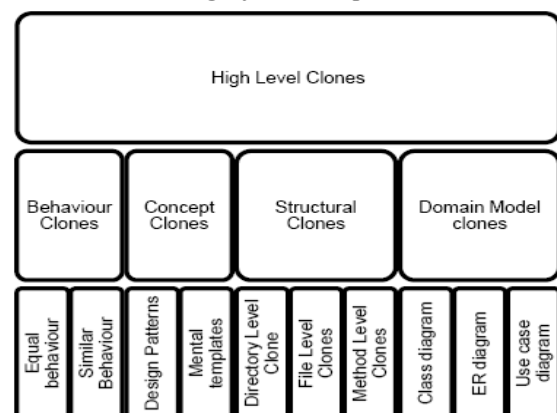 High Level Clones
Behaviour
Clones
Concept
Clones
Structural
Clones
Domain Model
clones
Equal
behaviour
Similar
Behaviour
Design Patterns
Mental
templates
Directory Level
Clone
File Level
Clones
Method Level
Clones
Class diagram
ER diagram
Use case
diagram